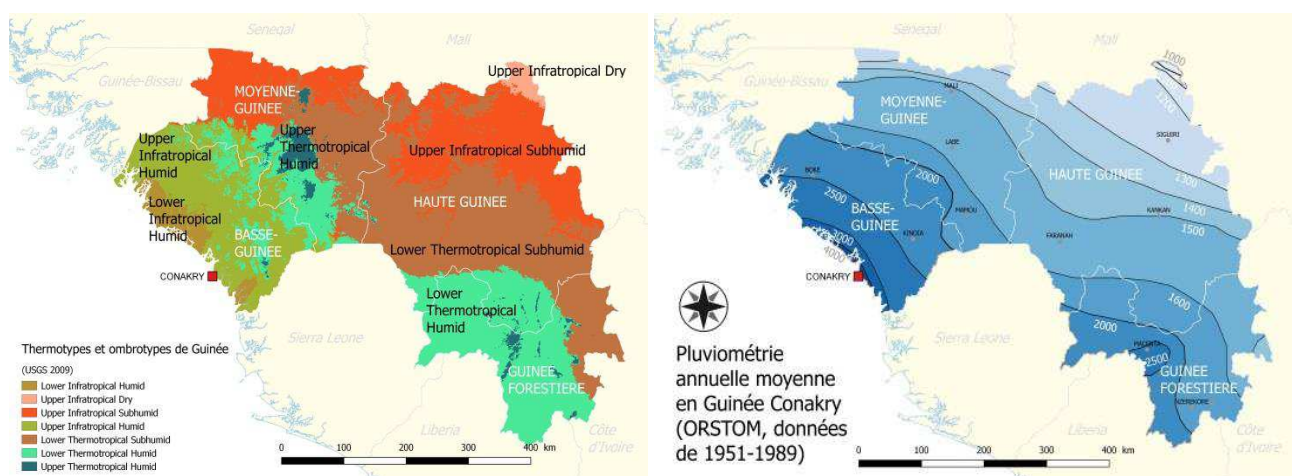 Senegal
Mali
Guinée-Bissau
Upper Infratropical Dry
MOYENNE-
GUINEE
Upper
Infratropical
Humid
Upper
Thermotropical
Humid
Upper Infratropical Subhumid
Lower
Infratropical
Humid
HAUTE GUINEE
BASSE-
GUINEE
Lower Thermotropical Subhumid
CONAKRY
Lower
Thermotropical
Humid
Sierra Leone
GUINEE
FORESTIERE
Liberia
Côte
d'Ivoire
Thermotypes et ombrotypes de Guinée
(USGS 2009)
Lower Infratropical Humid
Upper Infratropical Dry
Upper Infratropical Subhumid
Upper Infratropical Humid
Lower Thermotropical Subhumid
Lower Thermotropical Humid
Upper Thermotropical Humid
0 100 200 300 400 km
Senegal
Mali
Guinée-Bissau
1000
1200
MALI
MOYENNE-
GUINEE
SIGUIRI
LABE
BOKE
2000
HAUTE GUINEE
1300
1400
2500
BASSE-
GUINEE
MAMOU
KANKAN
1500
KINDIA
FARANAH
3000
4000
CONAKRY
1600
2000
Sierra Leone
MACENTA
2500
GUINEE
FORESTIERE
NZEREKORE
Pluviométrie
annuelle moyenne
en Guinée Conakry
(ORSTOM, données
de 1951-1989)
Liberia
Côte
d'Ivoire
0 100 200 300 400 km